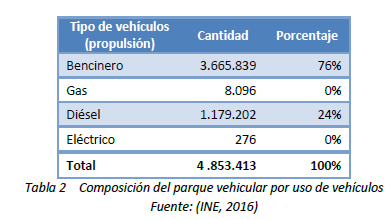 Tipo de vehículos (propulsión) Cantidad Porcentaje
Bencinero 3.665.839 76%
Gas 8.096 0%
Diésel 1.179.202 24%
Eléctrico 276 0%
Total 4 .853.413 100%
Tabla 2 Composición del parque vehicular por uso de vehículos
Fuente: (INE, 2016)